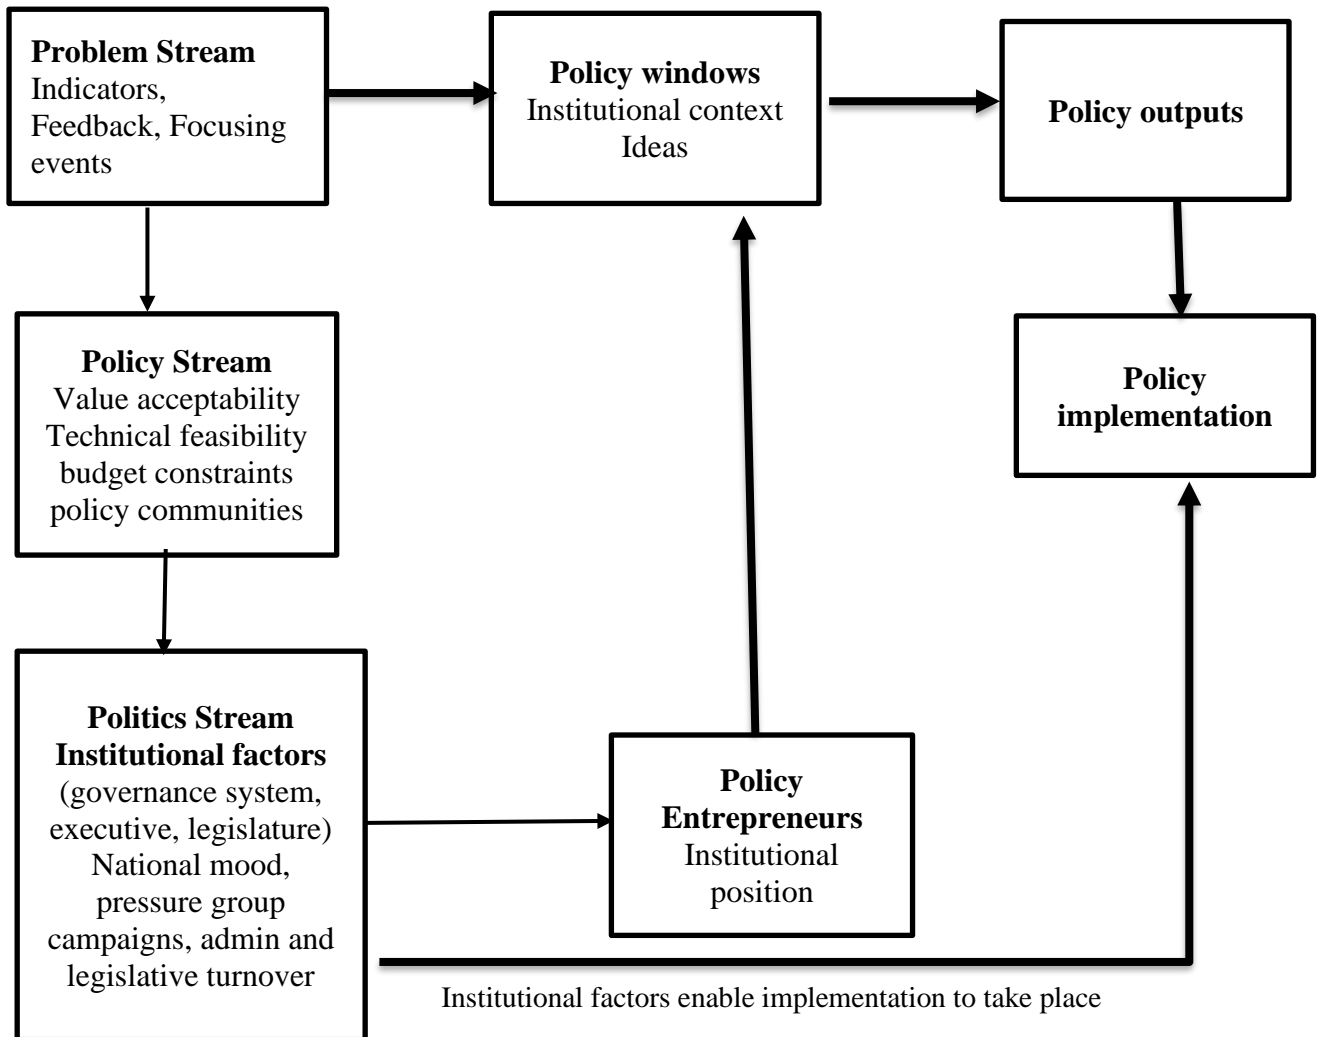 Problem Stream
Indicators,
Feedback, Focusing
events
Policy windows
Institutional context
Ideas
Policy outputs
Policy Stream
Value acceptability
Technical feasibility
budget constraints
policy communities
Policy
implementation
Politics Stream
Institutional factors
(governance system,
executive, legislature)
National mood,
pressure group
campaigns, admin and
legislative turnover
Policy
Entrepreneurs
Institutional
position
Institutional factors enable implementation to take place